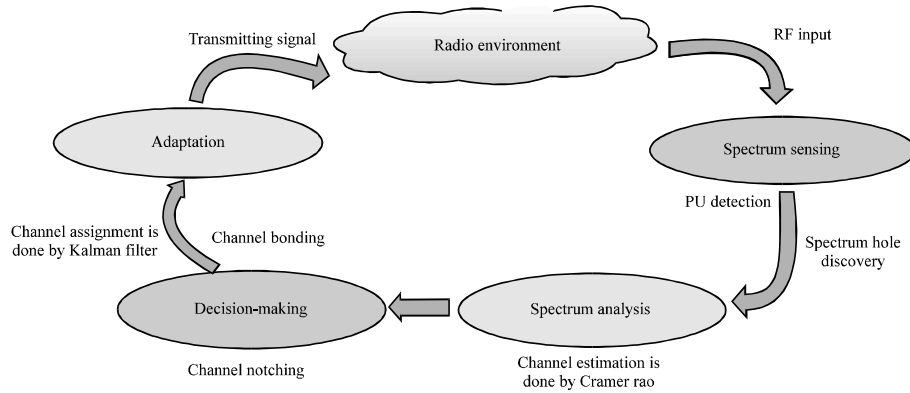 Transmitting signal
Radio environment
RF input
Adaptation
Spectrum sensing
PU detection
Channel assignment is
done by Kalman filter
Channel bonding
Spectrum hole
discovery
Decision-making
Spectrum analysis
Channel notching
Channel estimation is
done by Cramer rao